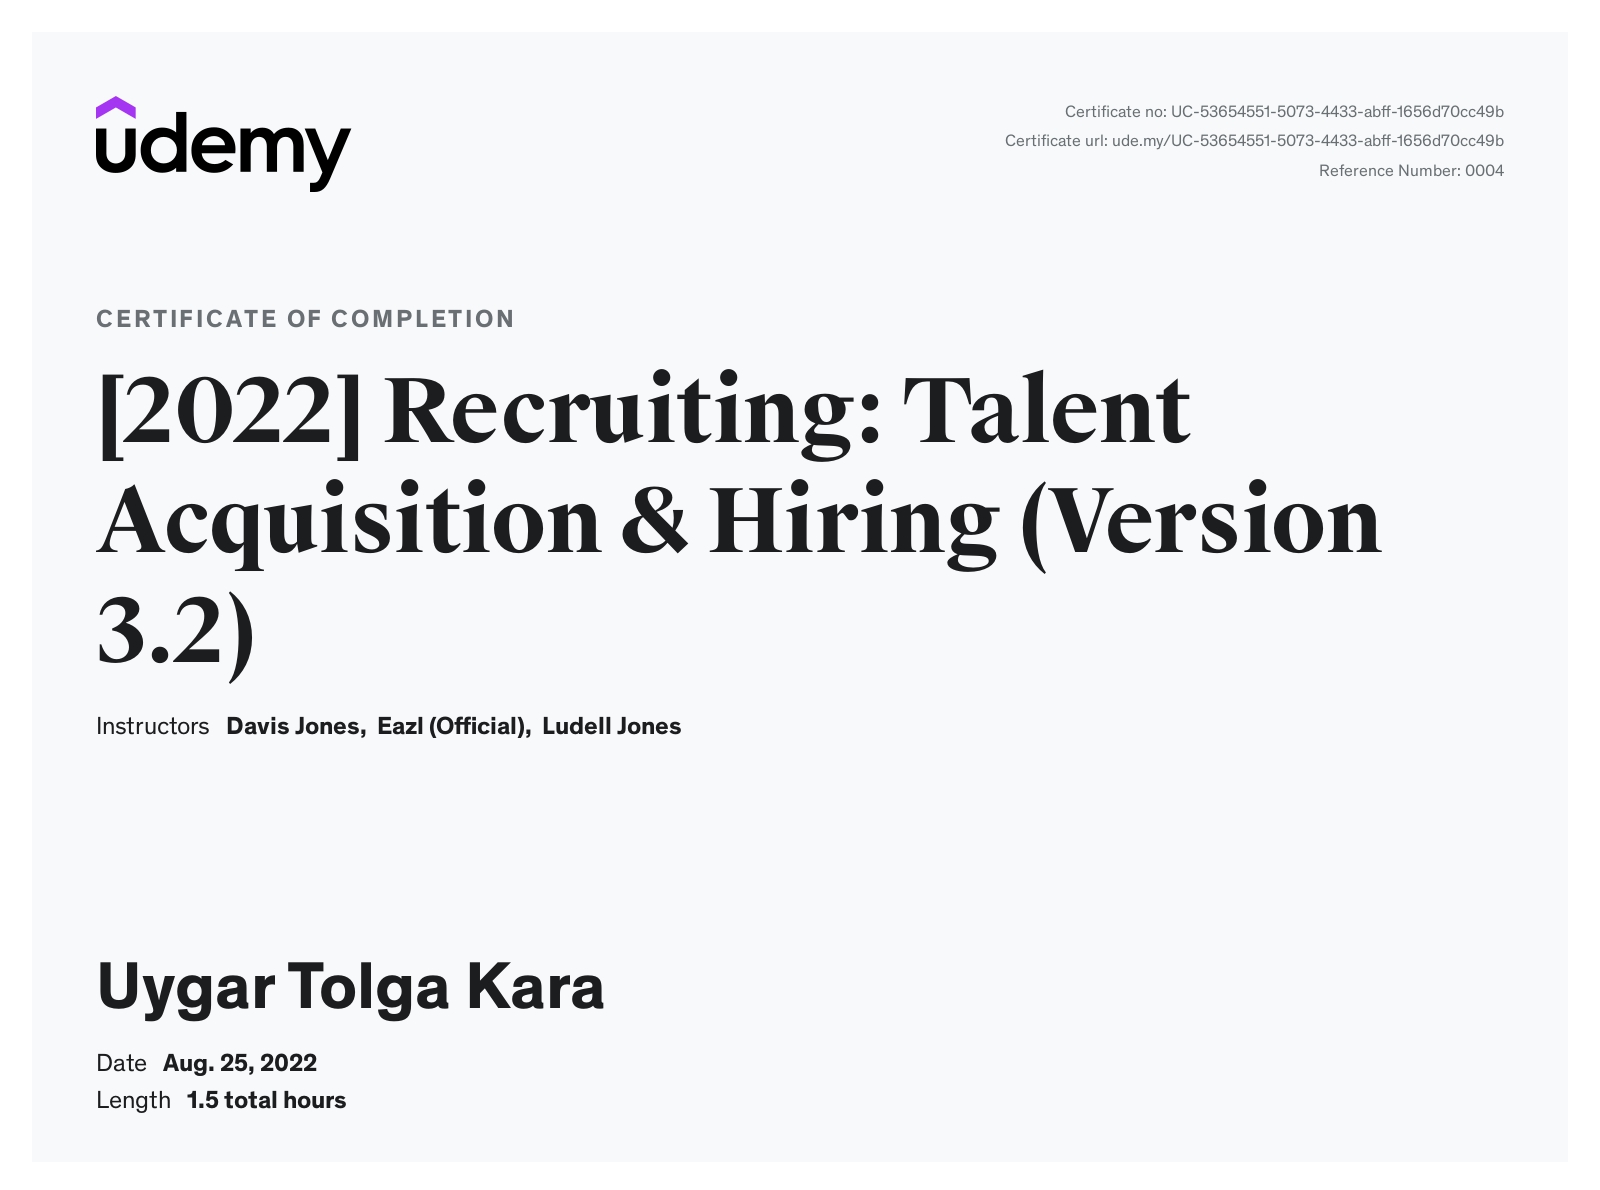 udemy
Certificate no: UC-53654551-5073-4433-abff-1656d70cc49b
Certificate url: ude.my/UC-53654551-5073-4433-abff-1656d70cc49b
Reference Number: 0004
CERTIFICATE OF COMPLETION
[2022] Recruiting: Talent
Acquisition & Hiring (Version
3.2)
Instructors Davis Jones, Eazl (Official), Ludell Jones
Uygar Tolga Kara
Date Aug. 25, 2022
Length 1.5 total hours